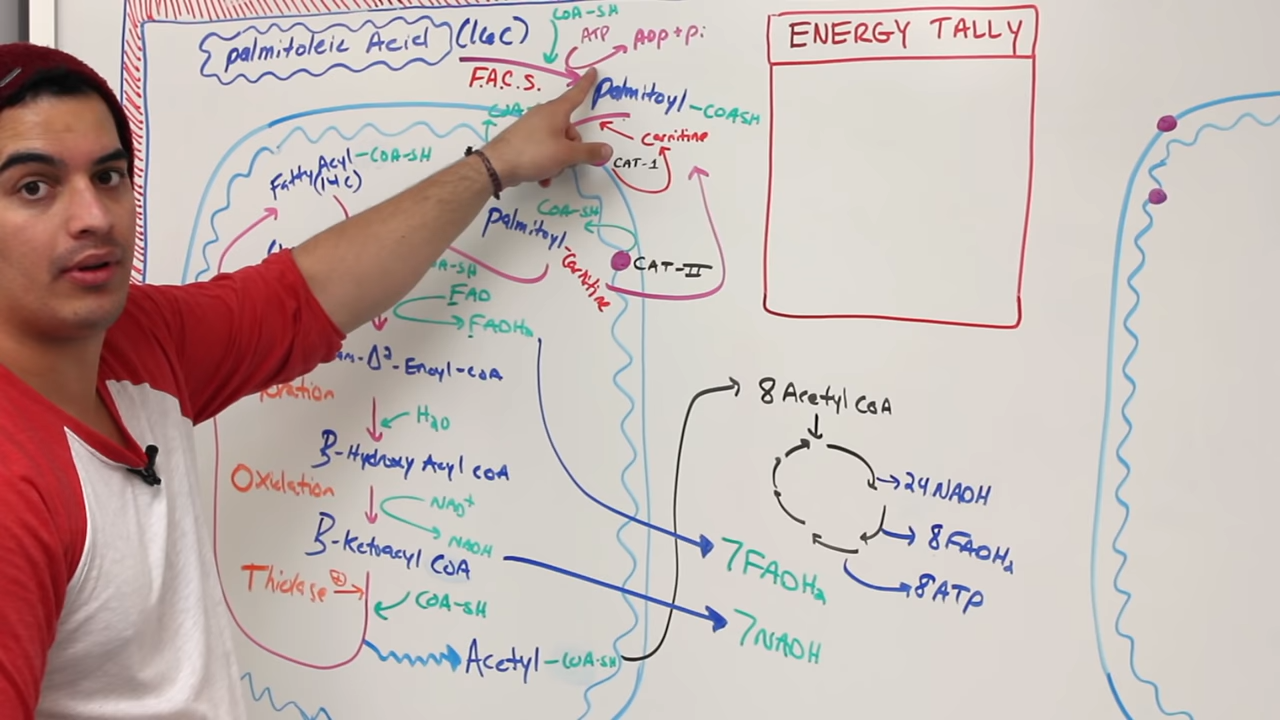 palmitoleic Acid (16C)
COA-SH
ATP
ADP+Pi
ENERGY TALLY
F.A.C.S.
Palmitoyl-COASH
Carnitine
CAT-1
Fatty Acyl-COA-SH
(14C)
COA-SH
Palmitoyl-Carnitine
CAT-II
FAD
FADH₂
-Δ²-Enoyl-COA
H₂O
β-Hydroxy Acyl COA
Oxidation
NAD⁺
NADH
β-Ketoacyl COA
Thiolase
COA-SH
Acetyl-COA-SH
8 Acetyl COA
24 NADH
8 FADH₂
8 ATP
7 FADH₂
7 NADH